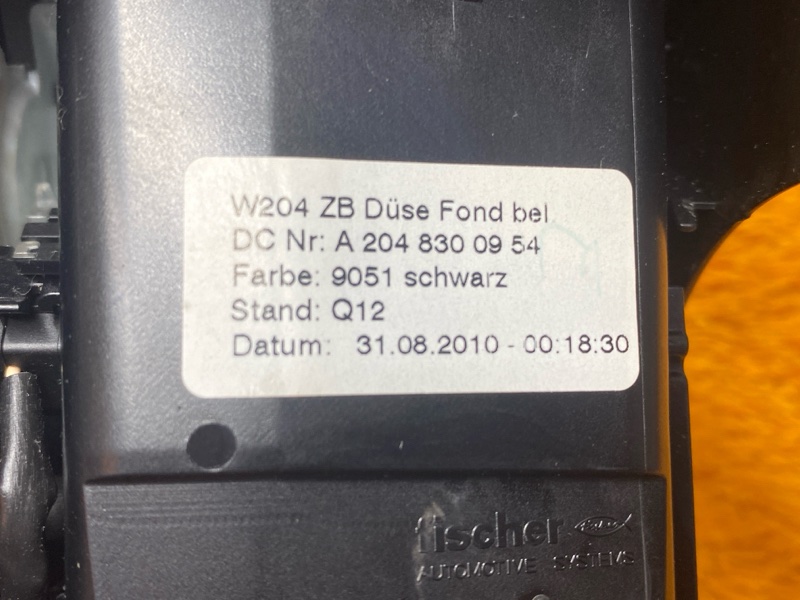 W204 ZB Düse Fond bel
DC Nr: A 204 830 09 54
Farbe: 9051 schwarz
Stand: Q12
Datum: 31.08.2010 - 00:18:30
fischer
AUTOMOTIVE SYSTEMS